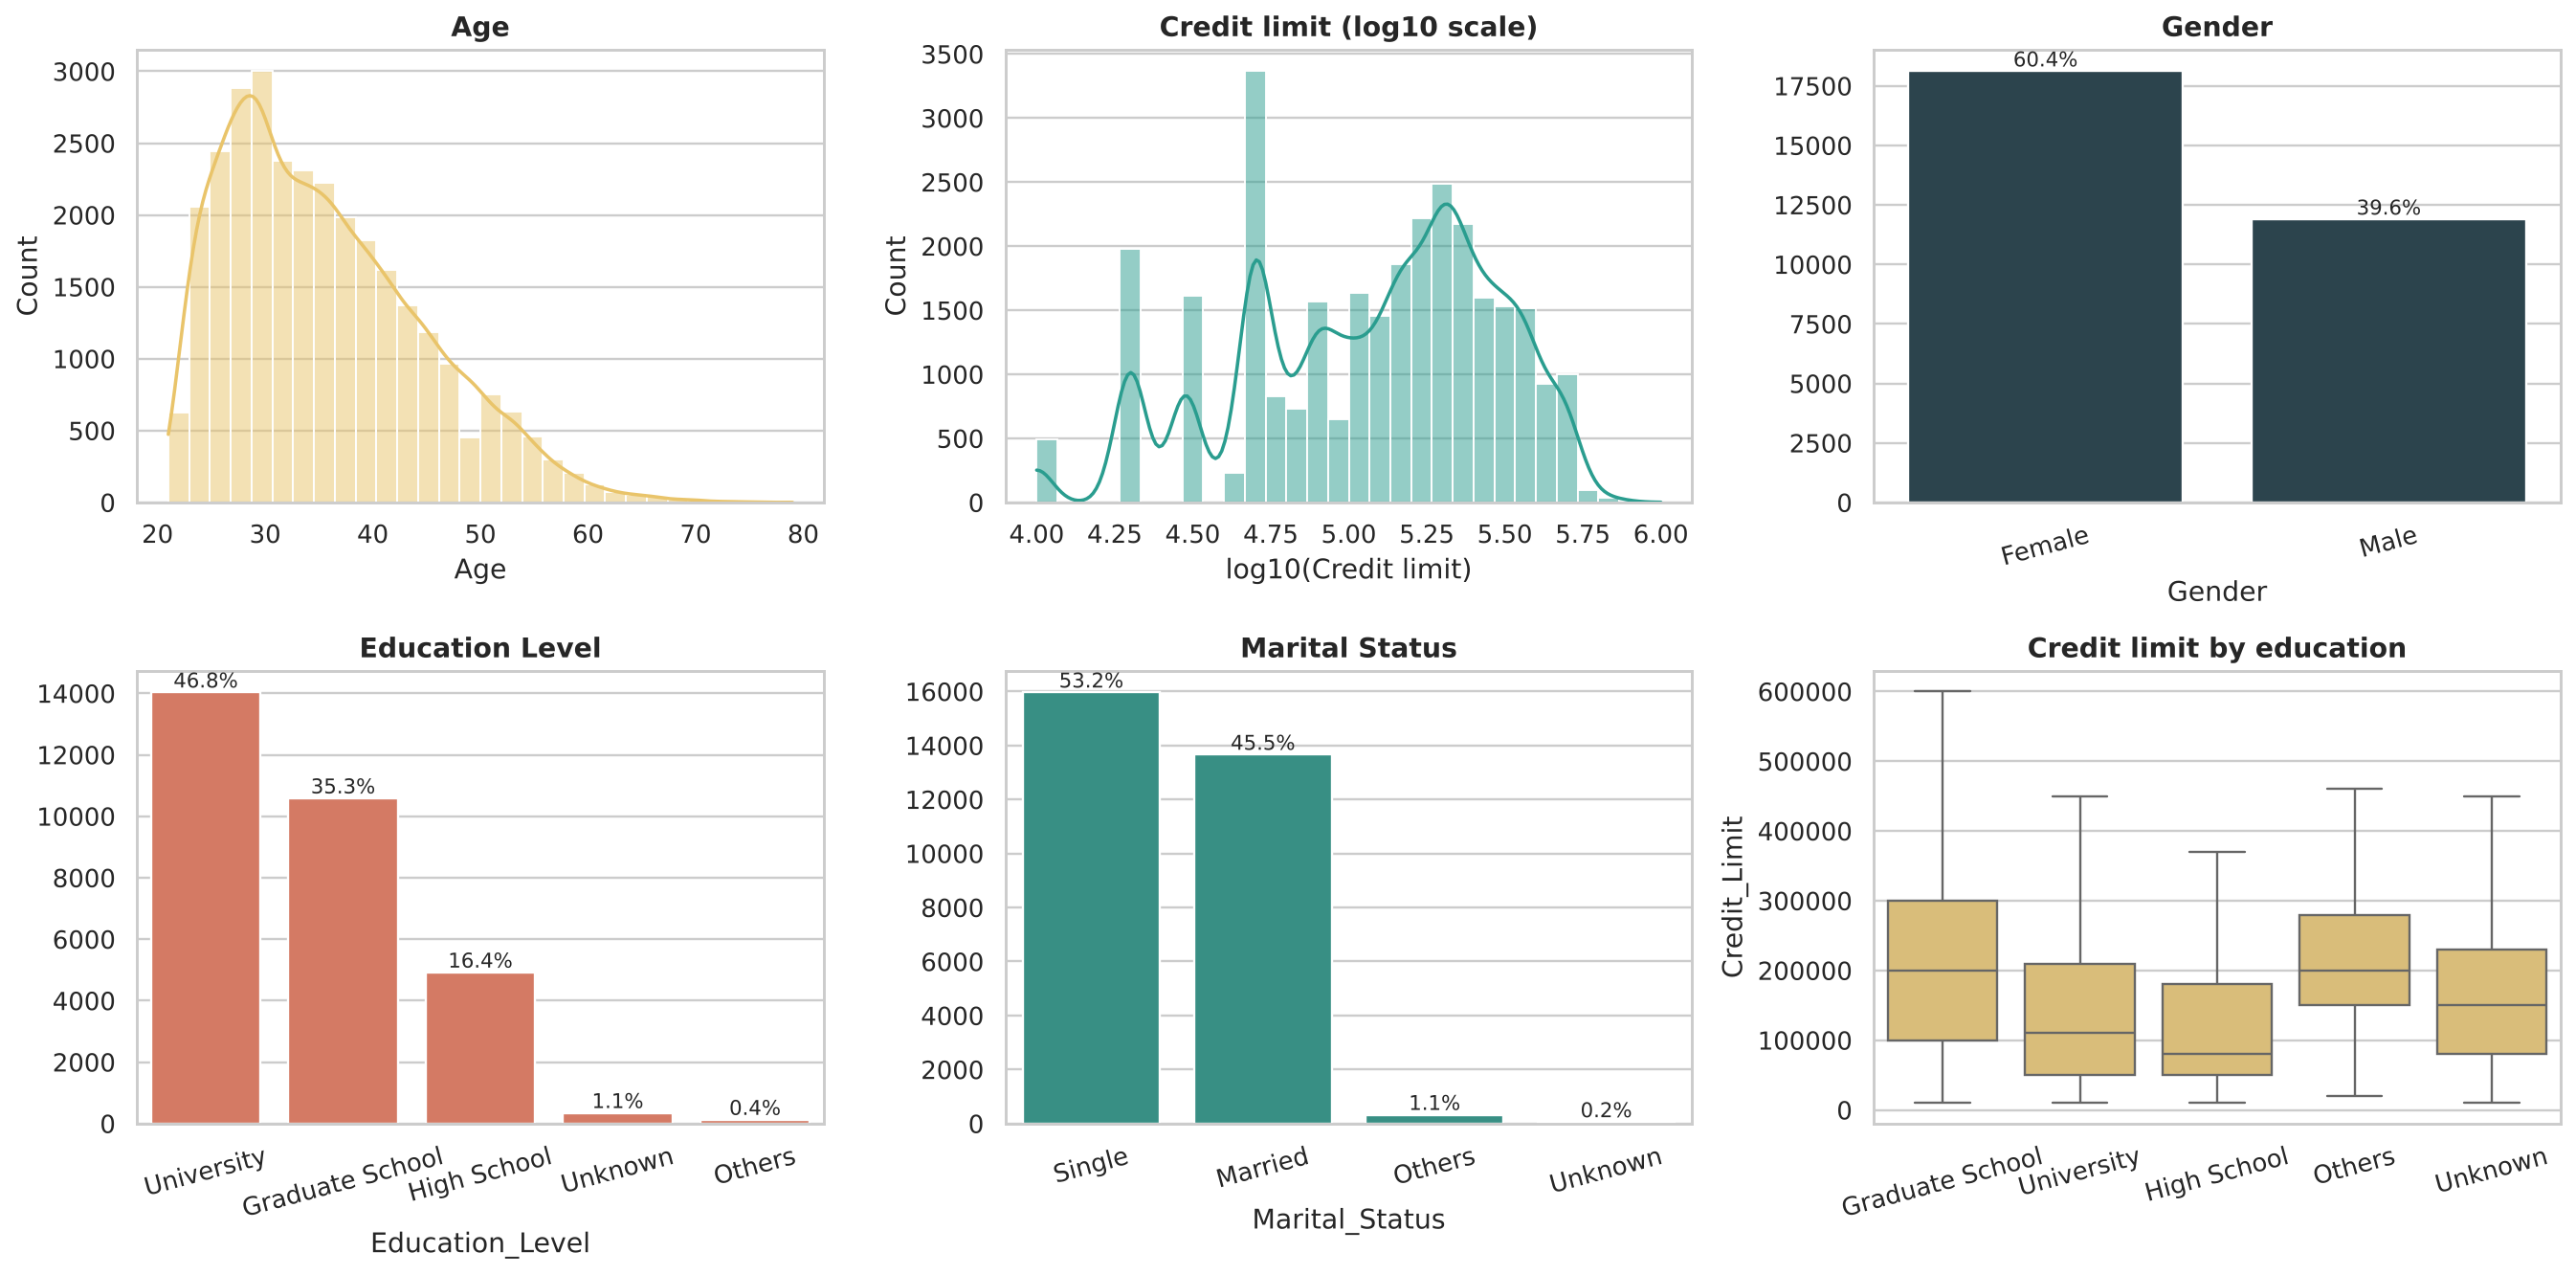 Age
3000
2500
2000
1500
1000
500
0
Count
20 30 40 50 60 70 80
Age
Credit limit (log10 scale)
3500
3000
2500
2000
1500
1000
500
0
Count
4.00 4.25 4.50 4.75 5.00 5.25 5.50 5.75 6.00
log10(Credit limit)
Gender
60.4%
39.6%
17500
15000
12500
10000
7500
5000
2500
0
Female Male
Gender
Education Level
46.8%
35.3%
16.4%
1.1%
0.4%
14000
12000
10000
8000
6000
4000
2000
0
University Graduate School High School Unknown Others
Education_Level
Marital Status
53.2%
45.5%
1.1%
0.2%
16000
14000
12000
10000
8000
6000
4000
2000
0
Single Married Others Unknown
Marital_Status
Credit limit by education
600000
500000
400000
300000
200000
100000
0
Credit_Limit
Graduate School University High School Others Unknown